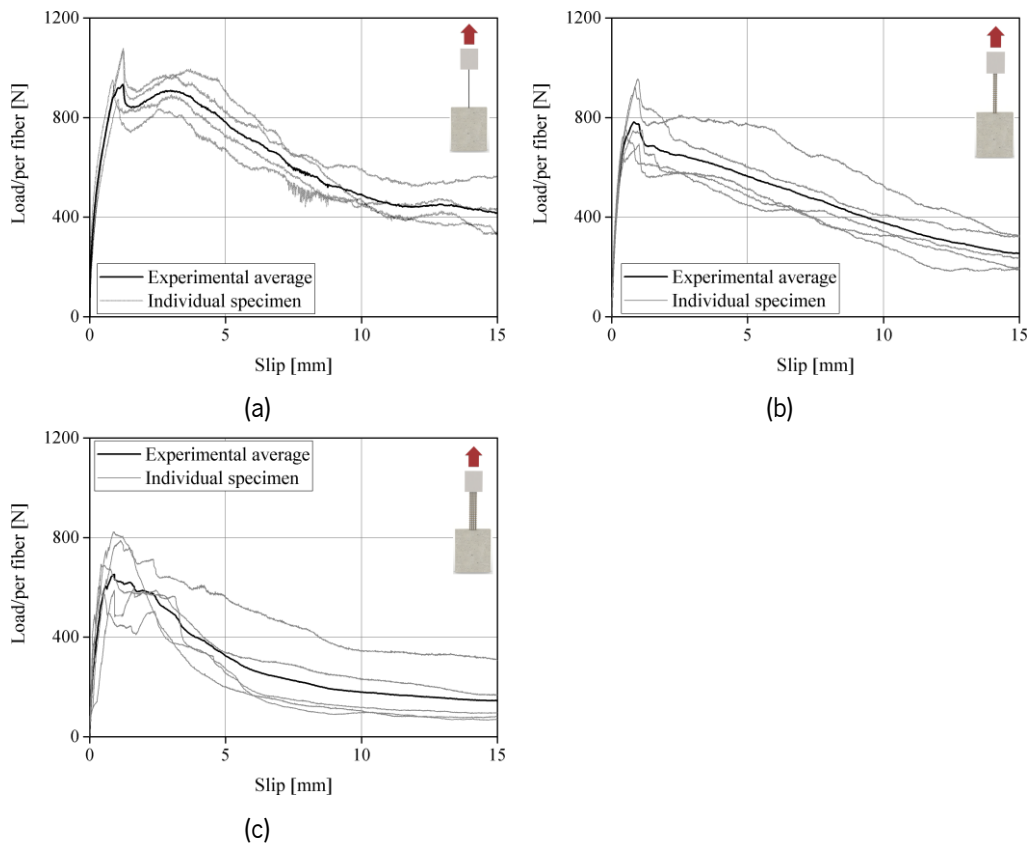 1200
800
400
0
Load/per fiber [N]
Experimental average
Individual specimen
0 5 10 15
Slip [mm]
(a)
1200
800
400
0
Load/per fiber [N]
Experimental average
Individual specimen
0 5 10 15
Slip [mm]
(b)
1200
800
400
0
Load/per fiber [N]
Experimental average
Individual specimen
0 5 10 15
Slip [mm]
(c)